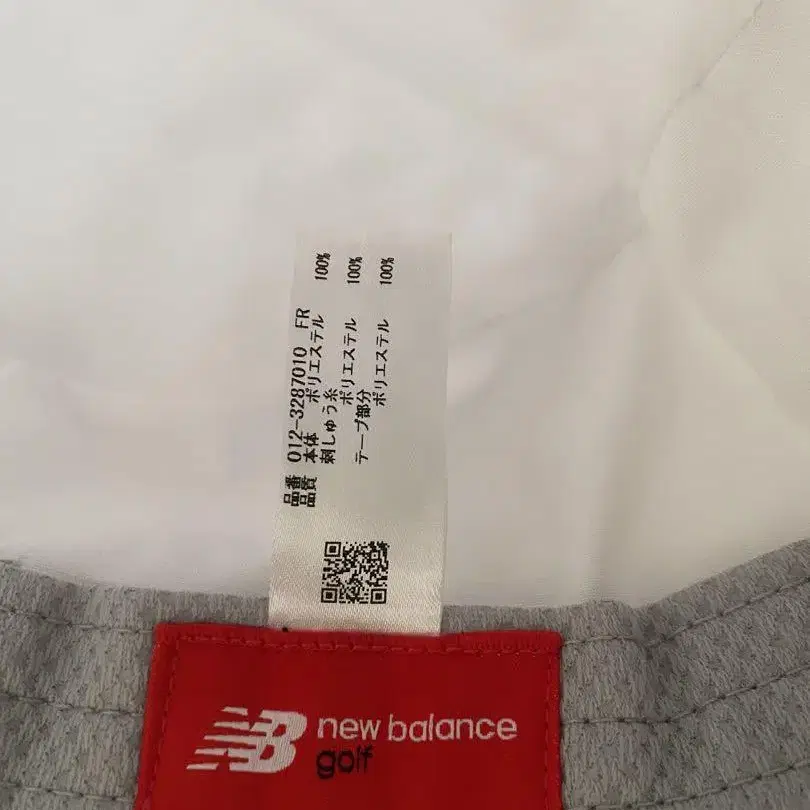 品番 012-3287010 FR
品質 本体
ポリエステル 100%
刺しゅう糸
ポリエステル 100%
テープ部分
ポリエステル 100%
NB new balance
golf